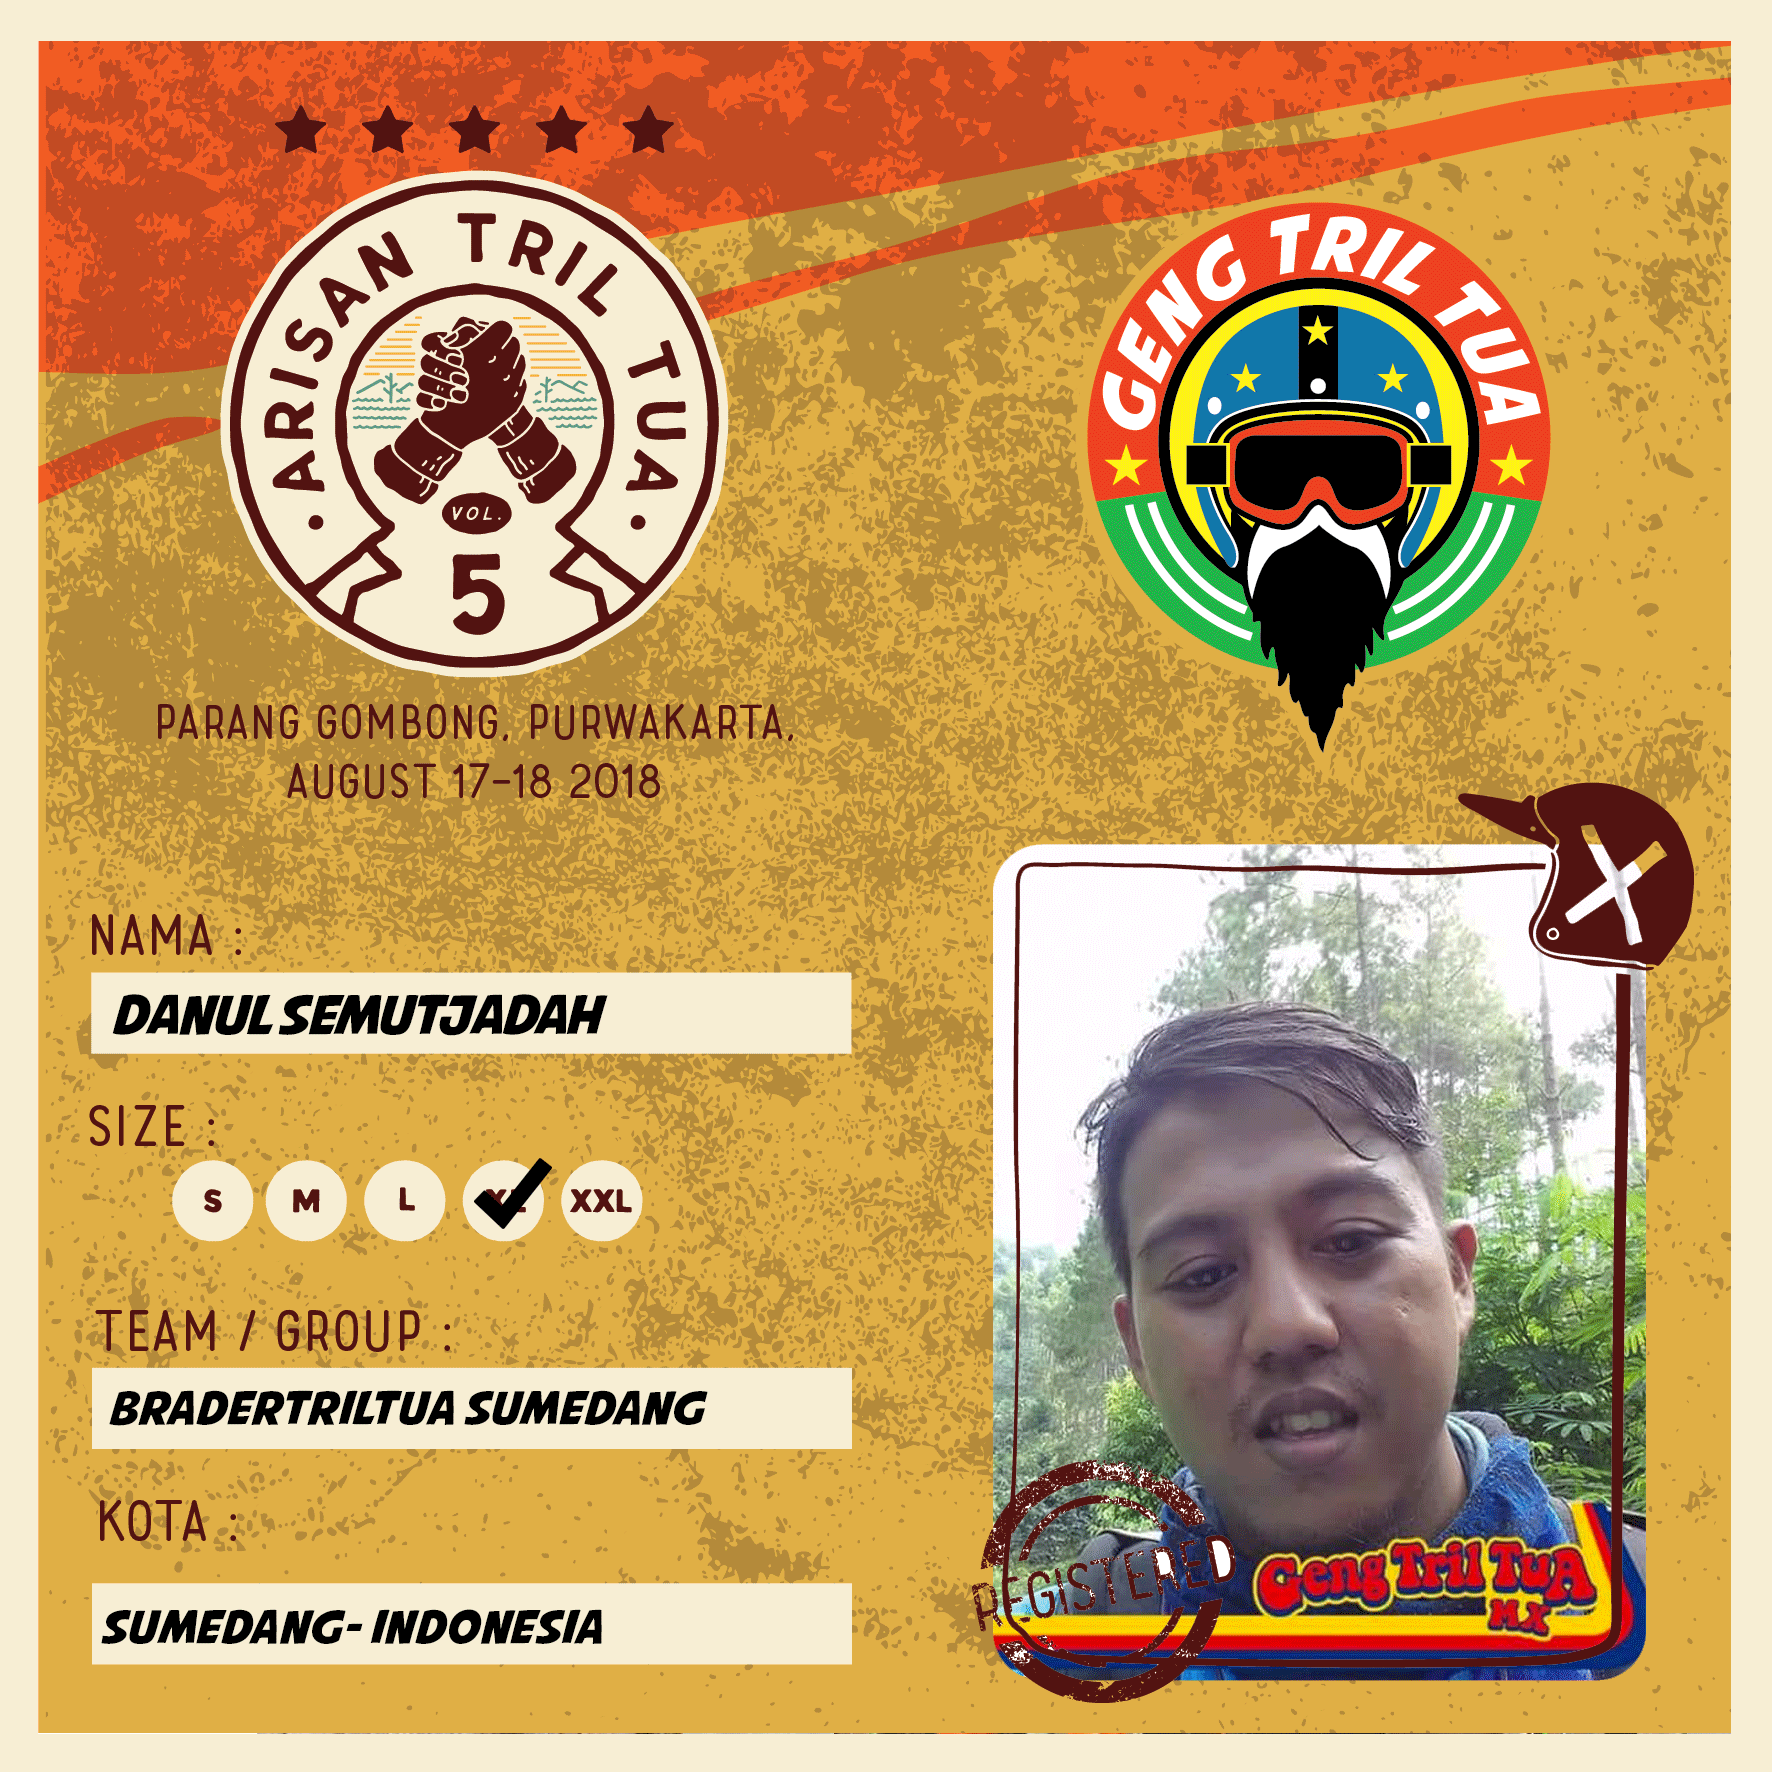 ARISAN TRIL TUA
VOL.
5
GENG TRIL TUA
PARANG GOMBONG, PURWAKARTA,
AUGUST 17-18 2018
NAMA :
DANUL SEMUTJADAH
SIZE :
S M L XL XXL
TEAM / GROUP :
BRADERTRILTUA SUMEDANG
KOTA :
SUMEDANG- INDONESIA
REGISTERED
Geng Tril TuA
MX